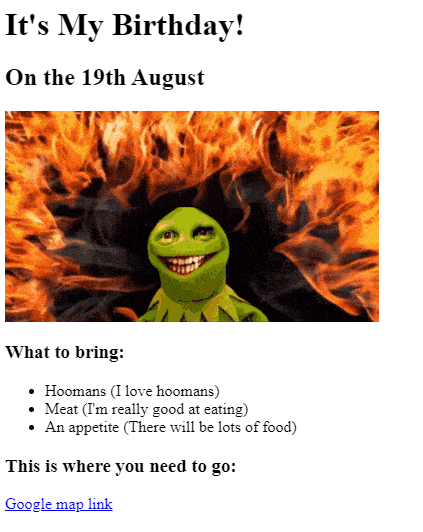 It's My Birthday!
On the 19th August
What to bring:
Hoomans (I love hoomans)
Meat (I'm really good at eating)
An appetite (There will be lots of food)
This is where you need to go:
Google map link